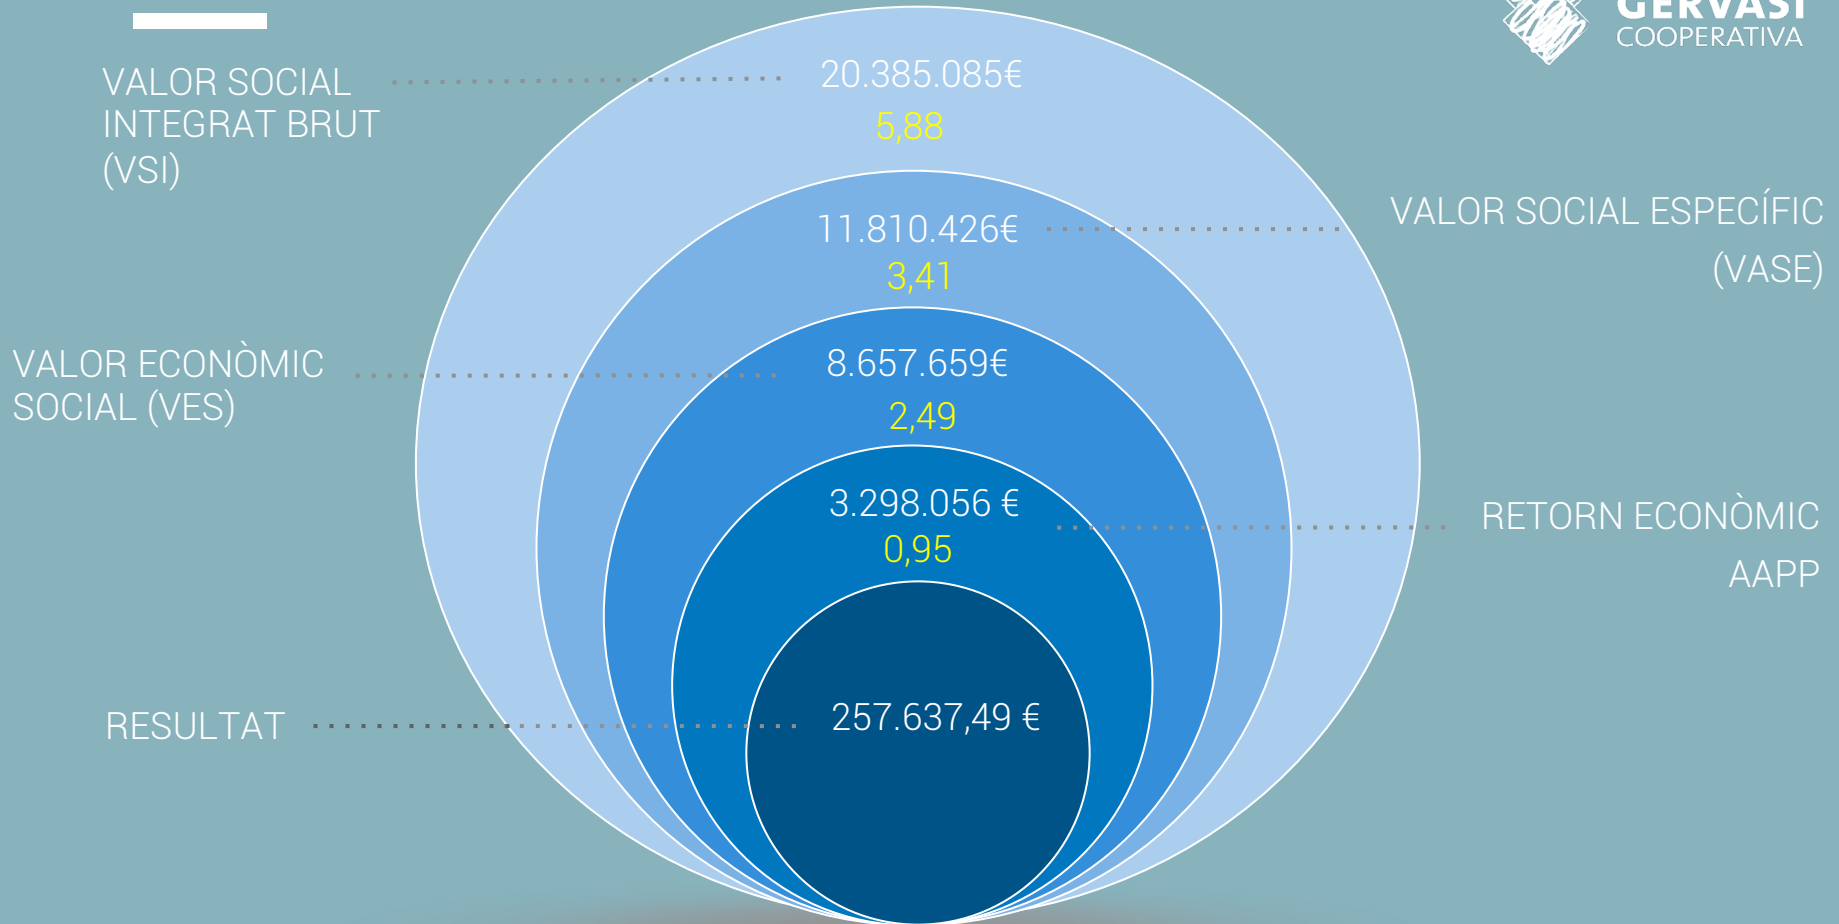 GERVASI
COOPERATIVA
VALOR SOCIAL
INTEGRAT BRUT
(VSI)
20.385.085€
5,88
VALOR SOCIAL ESPECÍFIC
(VASE)
11.810.426€
3,41
VALOR ECONÒMIC
SOCIAL (VES)
8.657.659€
2,49
RETORN ECONÒMIC
AAPP
3.298.056 €
0,95
RESULTAT
257.637,49 €